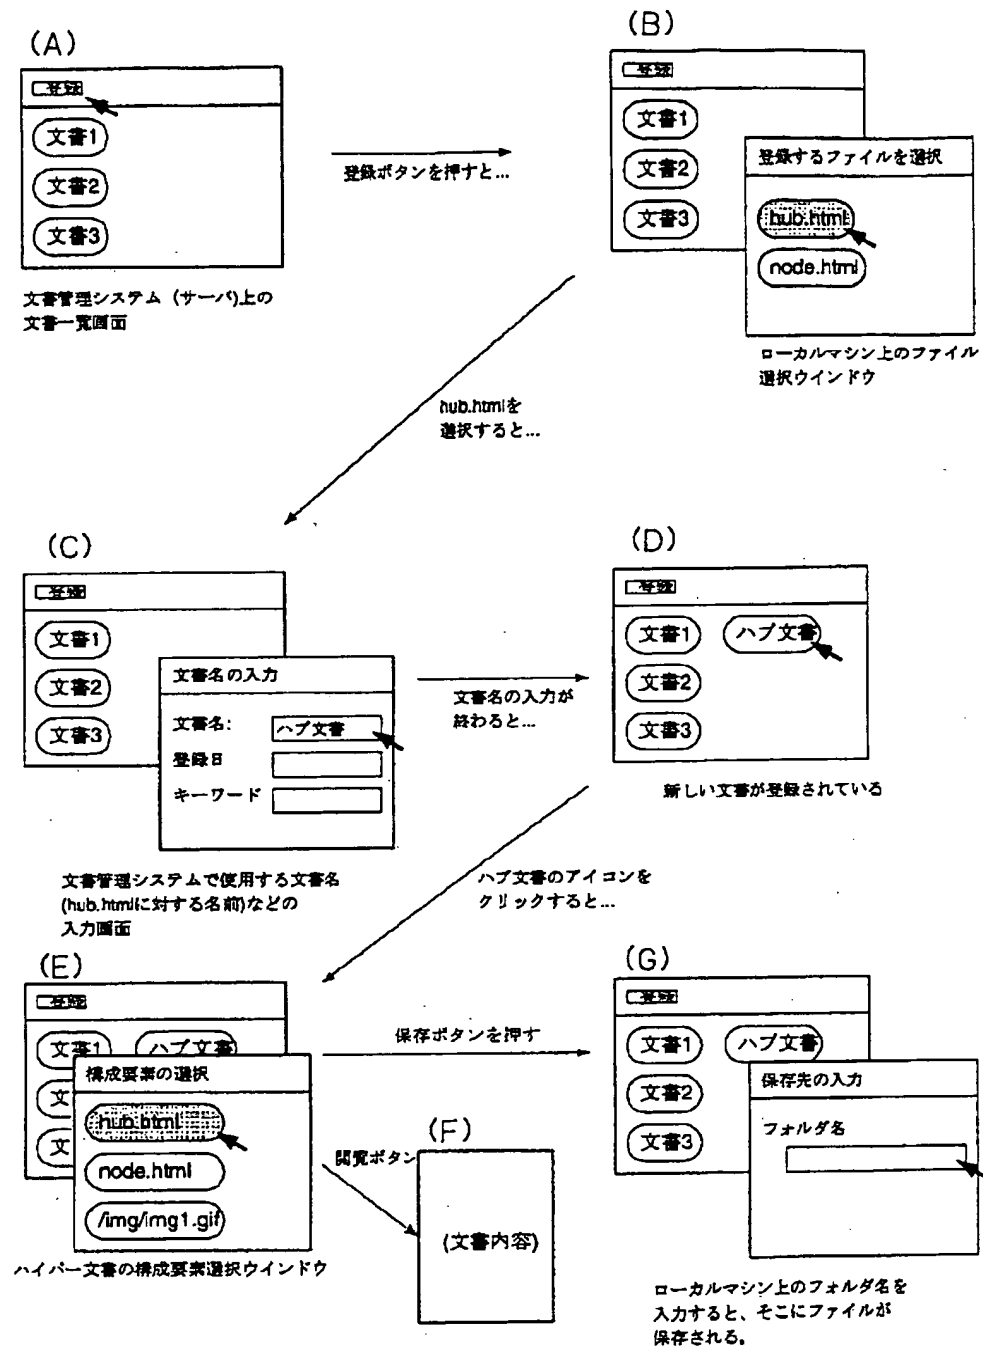 (A)
登録
文書1
文書2
文書3
文書管理システム (サーバ)上の
文書一覧画面
登録ボタンを押すと...
(B)
登録
文書1
文書2
文書3
登録するファイルを選択
hub.html
node.html
ローカルマシン上のファイル
選択ウインドウ
hub.htmlを
選択すると...
(C)
登録
文書1
文書2
文書3
文書名の入力
文書名:
ハブ文書
登録日
キーワード
文書管理システムで使用する文書名
(hub.htmlに対する名前)などの
入力画面
文書名の入力が
終わると...
(D)
登録
文書1
ハブ文書
文書2
文書3
新しい文書が登録されている
ハブ文書のアイコンを
クリックすると...
(E)
登録
文書1
ハブ文書
文
文
構成要素の選択
hub.html
node.html
/img/img1.gif
ハイパー文書の構成要素選択ウインドウ
保存ボタンを押す
閲覧ボタン
(F)
(文書内容)
(G)
登録
文書1
ハブ文書
文書2
文書3
保存先の入力
フォルダ名
ローカルマシン上のフォルダ名を
入力すると、そこにファイルが
保存される。